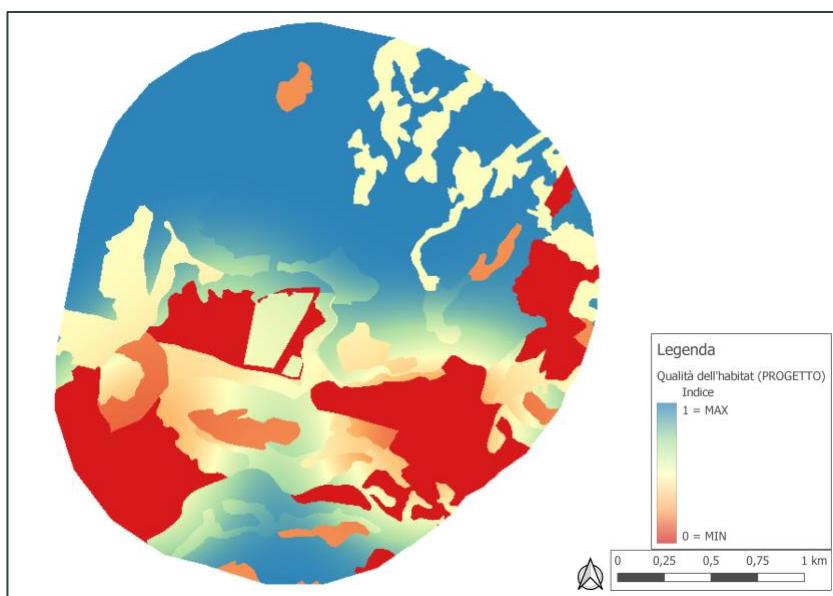 Legenda
Qualità dell'habitat (PROGETTO)
Indice
1 = MAX
0 = MIN
0 0,25 0,5 0,75 1 km